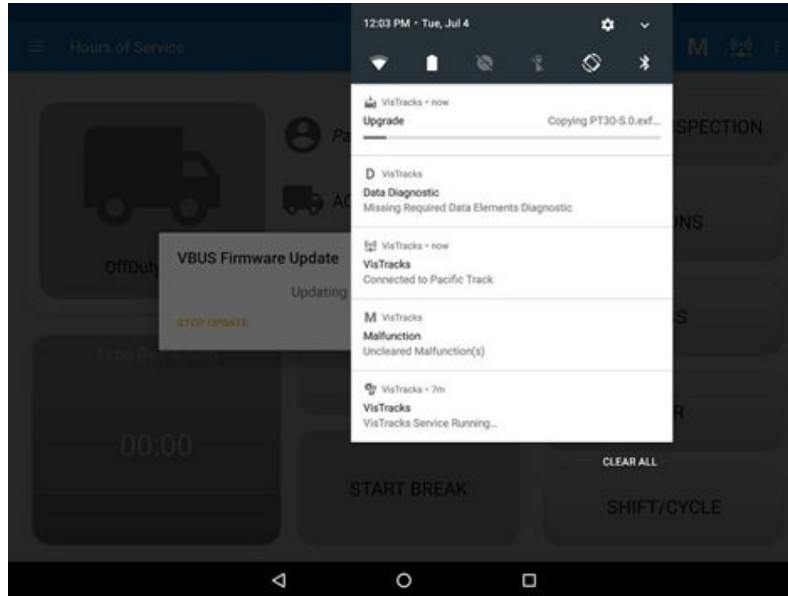 12:03 PM • Tue, Jul 4
Hours of Service
M
VisTracks • now
Upgrade Copying PT30-S.0.exf...
SPECTION
D VisTracks
Data Diagnostic
Missing Required Data Elements Diagnostic
NS
VisTracks • now
VisTracks
Connected to Pacific Track
OffDuty
VBUS Firmware Update
Updating
STOP UPDATE
M VisTracks
Malfunction
Uncleared Malfunction(s)
S
VisTracks • 7m
VisTracks
VisTracks Service Running...
R
00:00
CLEAR ALL
START BREAK
SHIFT/CYCLE